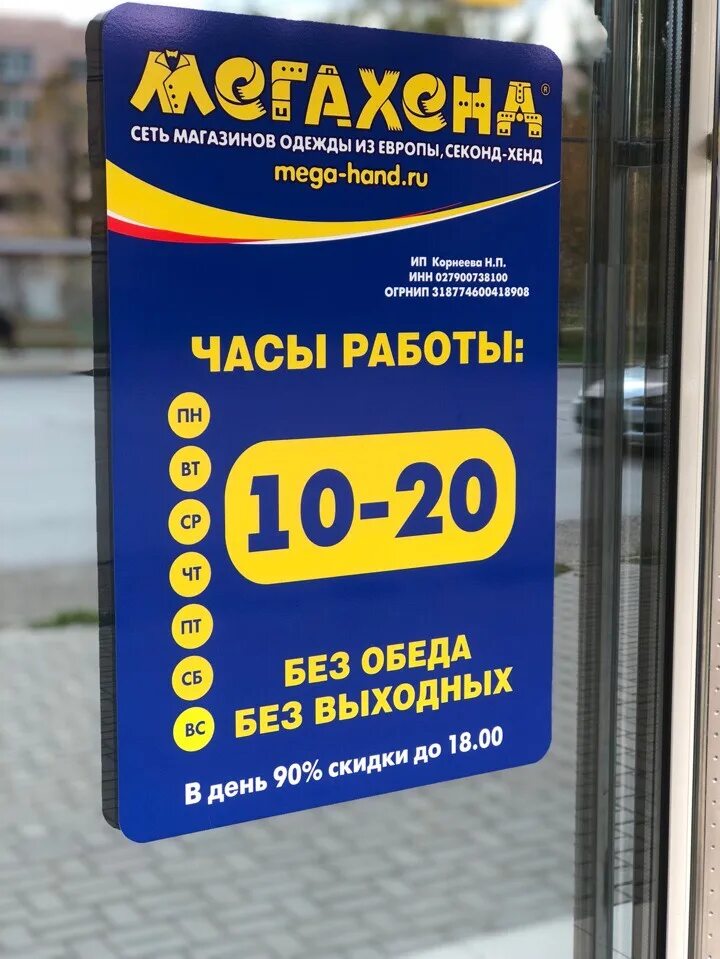 МЕГАХЕНД®
СЕТЬ МАГАЗИНОВ ОДЕЖДЫ ИЗ ЕВРОПЫ, СЕКОНД-ХЕНД
mega-hand.ru
ИП Корнеева Н.П.
ИНН 027900738100
ОГРНИП 318774600418908
ЧАСЫ РАБОТЫ:
ПН
ВТ
СР
ЧТ
ПТ
СБ
ВС
10-20
БЕЗ ОБЕДА
БЕЗ ВЫХОДНЫХ
В день 90% скидки до 18.00